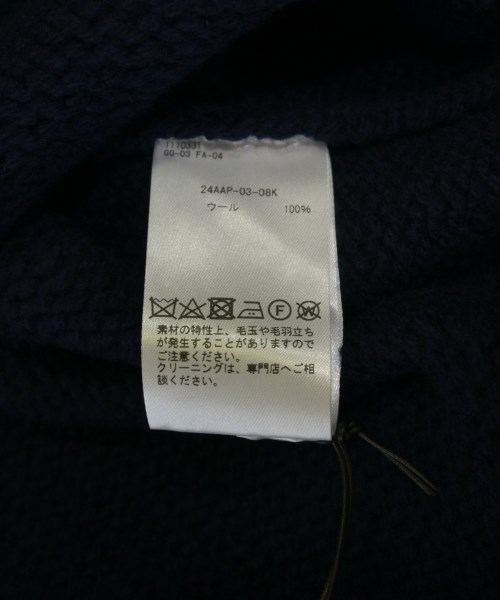 1110331
GG-03 FA-04
24AAP-03-08K
ウール 100%
素材の特性上、毛玉や毛羽立ち
が発生することがありますので
ご注意ください。
クリーニングは、専門店へご相
談ください。